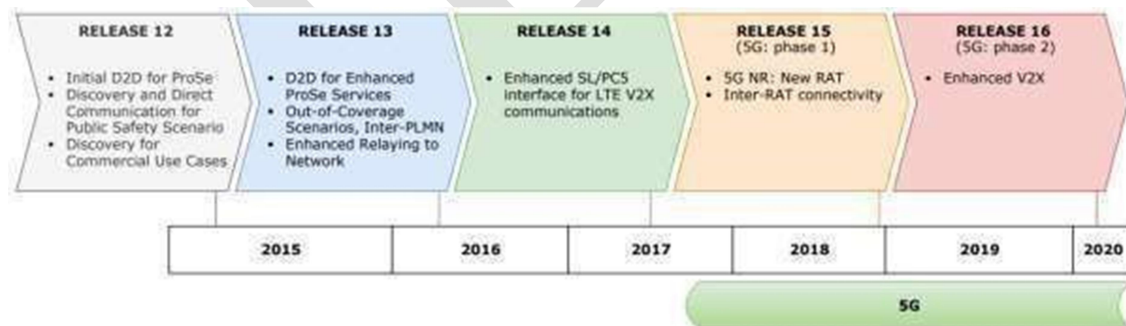 RELEASE 12
• Initial D2D for ProSe
• Discovery and Direct
Communication for
Public Safety Scenario
• Discovery for
Commercial Use Cases
RELEASE 13
• D2D for Enhanced
ProSe Services
• Out-of-Coverage
Scenarios, Inter-PLMN
• Enhanced Relaying to
Network
RELEASE 14
• Enhanced SL/PC5
interface for LTE V2X
communications
RELEASE 15
(5G: phase 1)
• 5G NR: New RAT
• Inter-RAT connectivity
RELEASE 16
(5G: phase 2)
• Enhanced V2X
2015
2016
2017
2018
2019
2020
5G